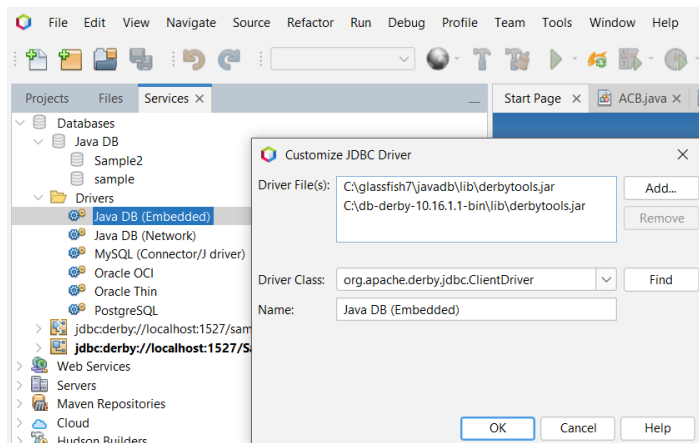 File Edit View Navigate Source Refactor Run Debug Profile Team Tools Window Help
Projects Files Services
Start Page ACB.java
Databases
Java DB
Sample2
sample
Drivers
Java DB (Embedded)
Java DB (Network)
MySQL (Connector/J driver)
Oracle OCI
Oracle Thin
PostgreSQL
jdbc:derby://localhost:1527/sam
jdbc:derby://localhost:1527/Sa
Web Services
Servers
Maven Repositories
Cloud
Hudson Builders
Customize JDBC Driver
Driver File(s):
C:\glassfish7\javadb\lib\derbytools.jar
C:\db-derby-10.16.1.1-bin\lib\derbytools.jar
Add...
Remove
Driver Class: org.apache.derby.jdbc.ClientDriver Find
Name: Java DB (Embedded)
OK Cancel Help